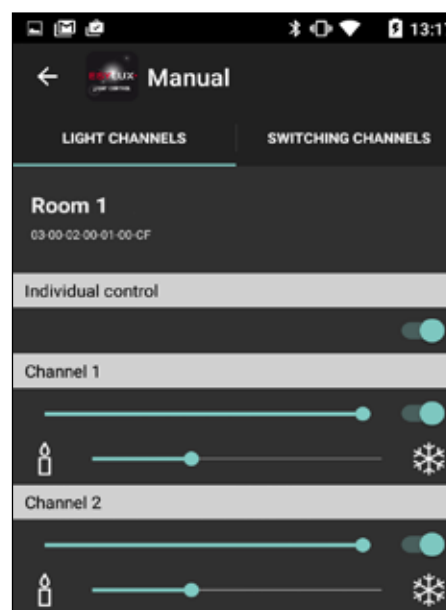 13:1
Manual
LIGHT CHANNELS SWITCHING CHANNELS
Room 1
03-00-02-00-01-00-CF
Individual control
Channel 1
Channel 2